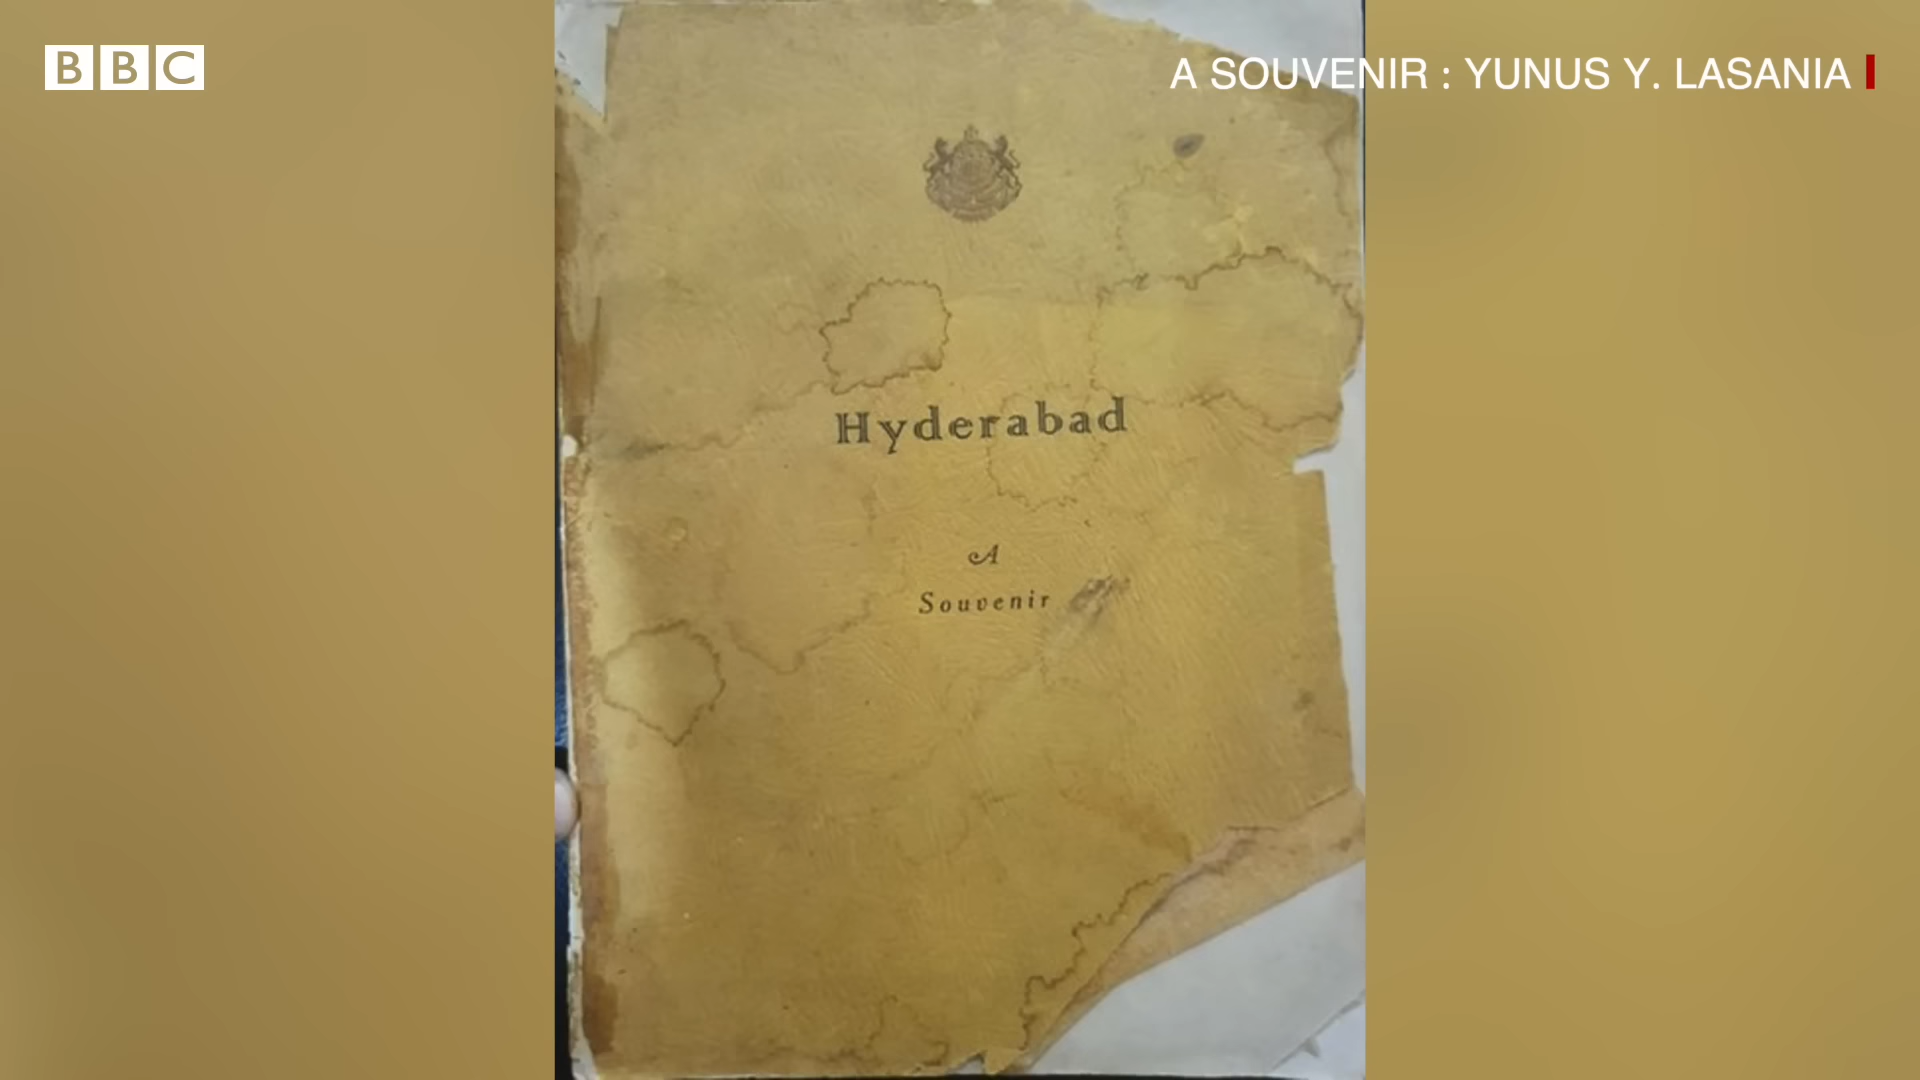 BBC
A SOUVENIR : YUNUS Y. LASANIA
Hyderabad
A
Souvenir